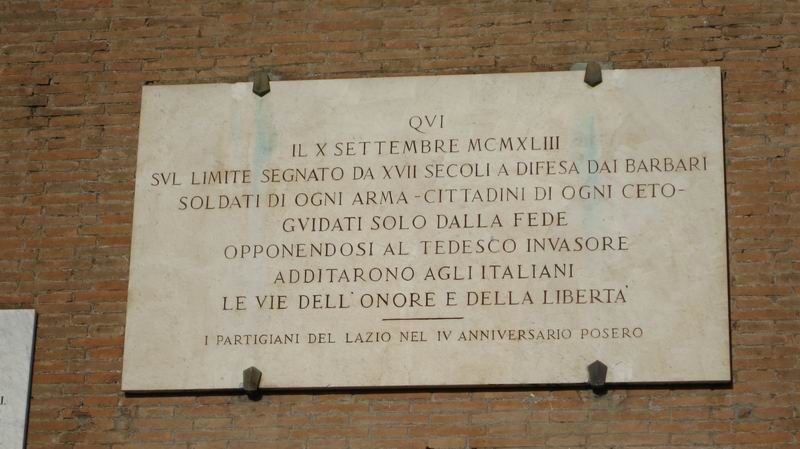 QVI
IL X SETTEMBRE MCMXLIII
SVL LIMITE SEGNATO DA XVII SECOLI A DIFESA DAI BARBARI
SOLDATI DI OGNI ARMA - CITTADINI DI OGNI CETO -
GVIDATI SOLO DALLA FEDE
OPPONENDOSI AL TEDESCO INVASORE
ADDITARONO AGLI ITALIANI
LE VIE DELL'ONORE E DELLA LIBERTA'
I PARTIGIANI DEL LAZIO NEL IV ANNIVERSARIO POSERO